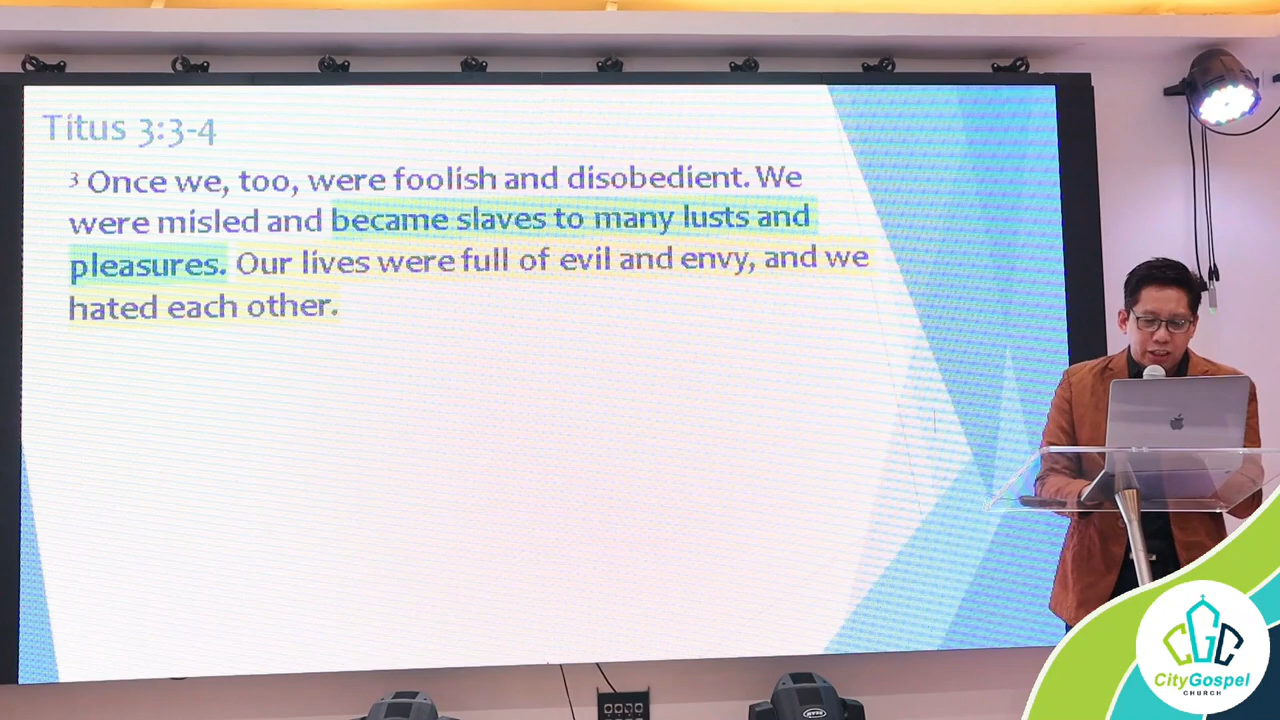 Titus 3:3-4
³ Once we, too, were foolish and disobedient. We
were misled and became slaves to many lusts and
pleasures. Our lives were full of evil and envy, and we
hated each other.
CGC
CityGospel
CHURCH